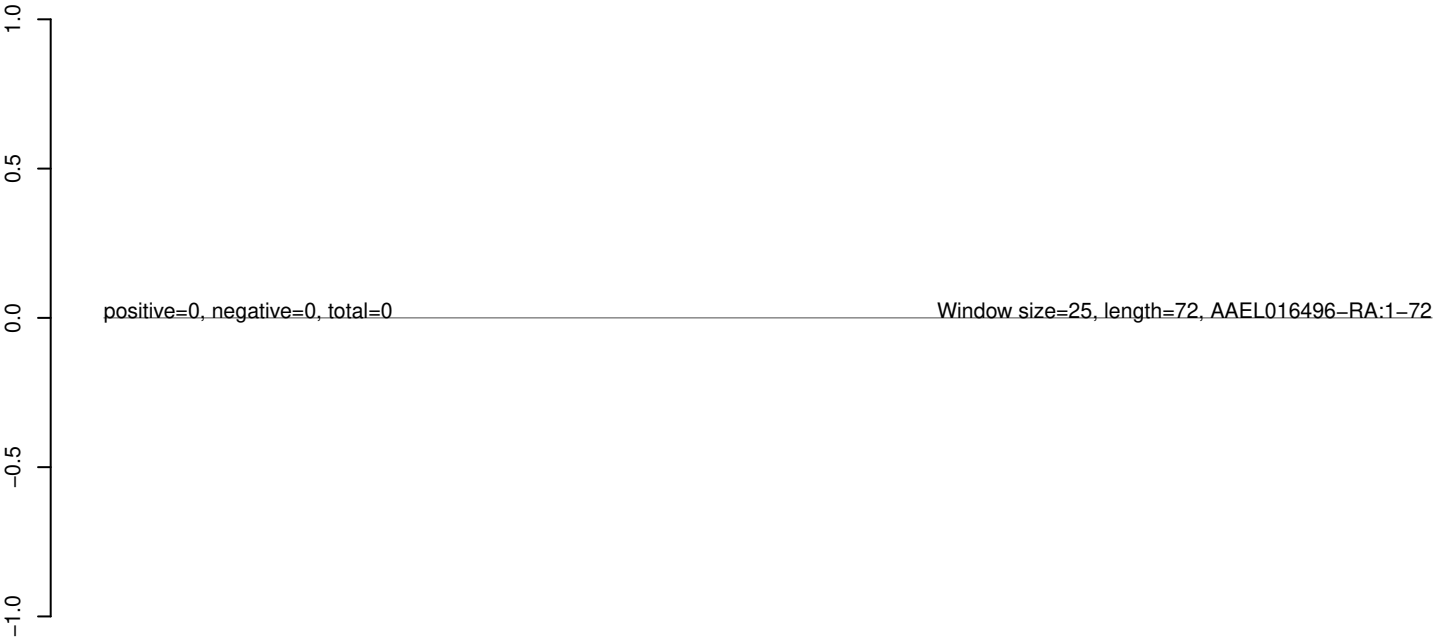 1.0
0.5
0.0
−0.5
−1.0
positive=0, negative=0, total=0
Window size=25, length=72, AAEL016496−RA:1−72